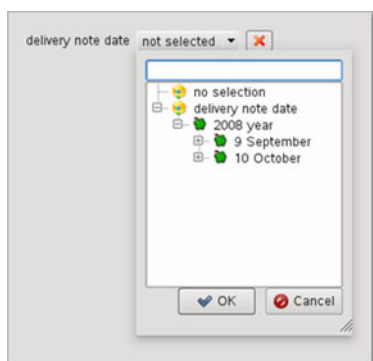 delivery note date not selected
no selection
delivery note date
2008 year
9 September
10 October
OK Cancel